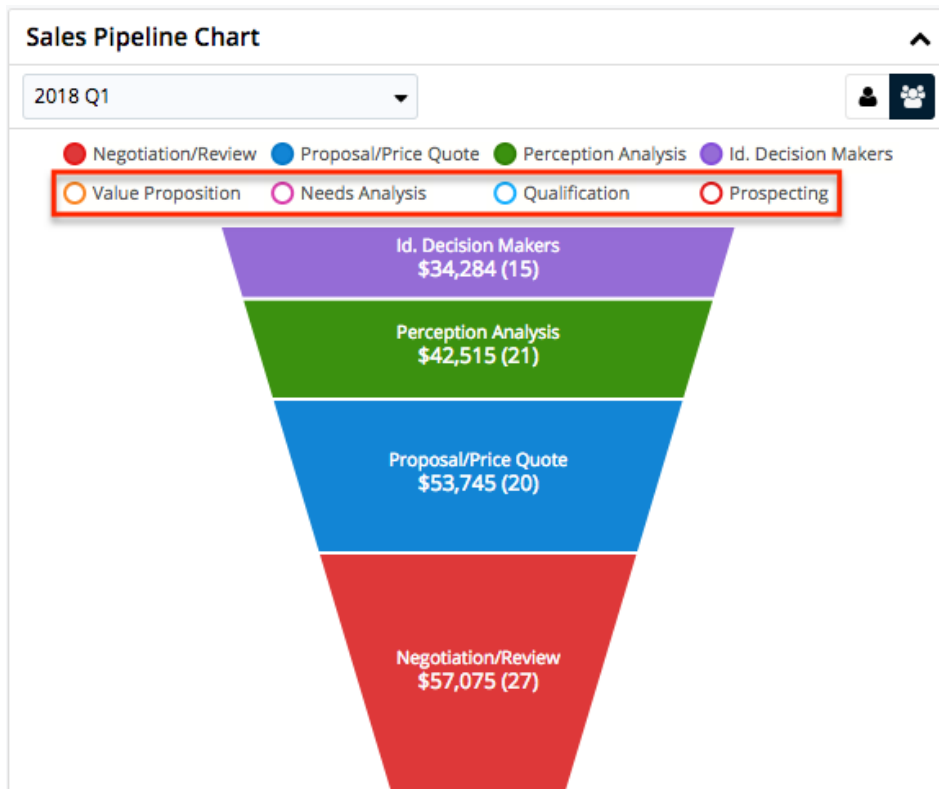 Sales Pipeline Chart
2018 Q1
Negotiation/Review Proposal/Price Quote Perception Analysis Id. Decision Makers
Value Proposition Needs Analysis Qualification Prospecting
Id. Decision Makers
$34,284 (15)
Perception Analysis
$42,515 (21)
Proposal/Price Quote
$53,745 (20)
Negotiation/Review
$57,075 (27)